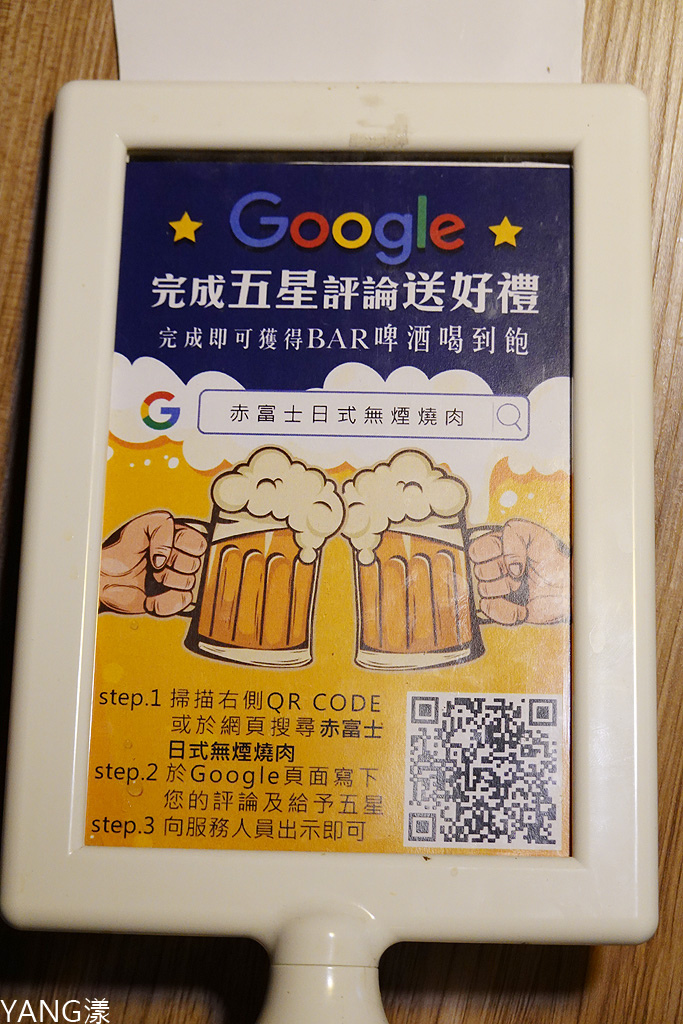 Google
完成五星評論送好禮
完成即可獲得BAR啤酒喝到飽
G 赤富士日式無煙燒肉
step.1 掃描右側QR CODE
或於網頁搜尋赤富士
日式無煙燒肉
step.2 於Google頁面寫下
您的評論及給予五星
step.3 向服務人員出示即可
YANG漾